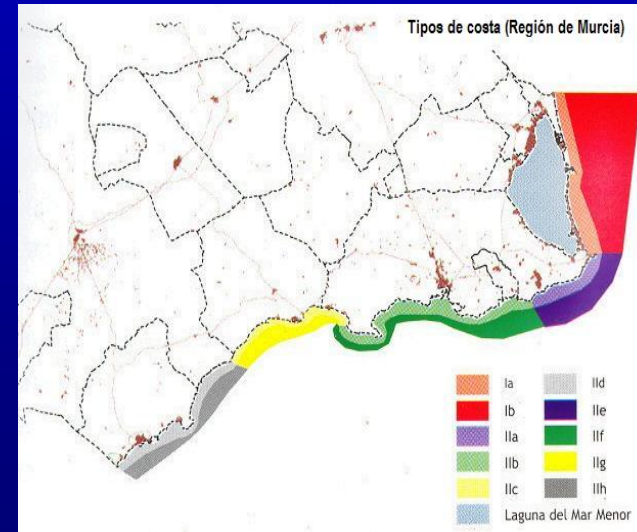 Tipos de costa (Región de Murcia)
Ia
Ib
IIa
IIb
IIc
IId
IIe
IIf
IIg
IIh
Laguna del Mar Menor